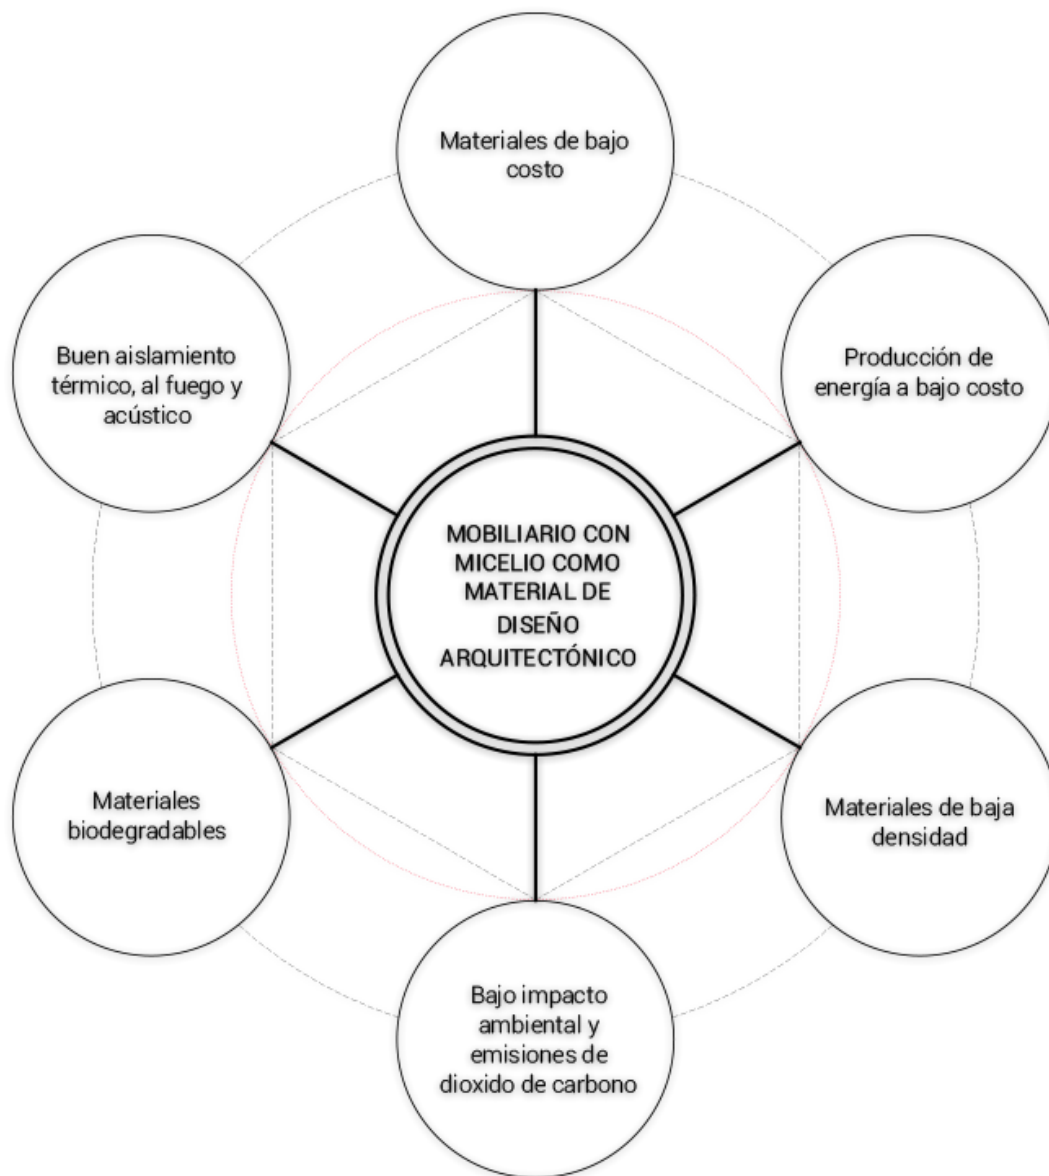 Materiales de bajo
costo
Buen aislamiento
térmico, al fuego y
acústico
Producción de
energía a bajo costo
MOBILIARIO CON
MICELIO COMO
MATERIAL DE
DISEÑO
ARQUITECTÓNICO
Materiales
biodegradables
Materiales de baja
densidad
Bajo impacto
ambiental y
emisiones de
dioxido de carbono